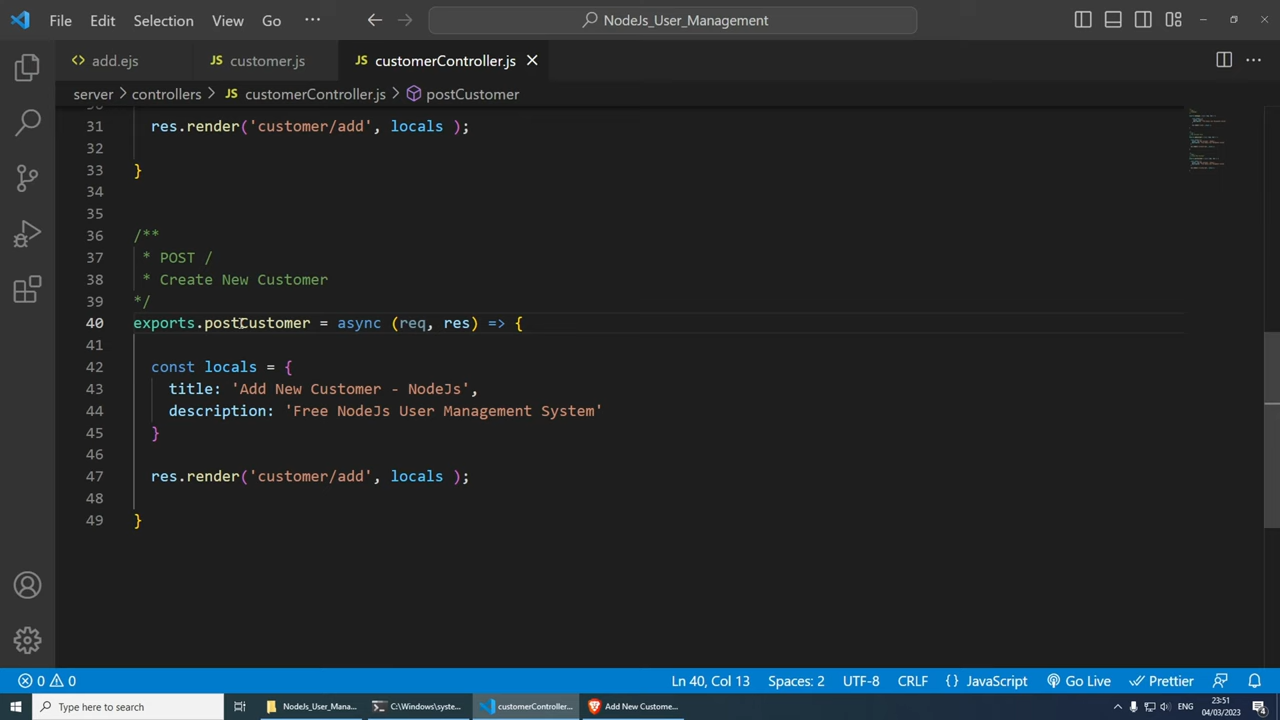 File Edit Selection View Go ··· NodeJs_User_Management
<> add.ejs JS customer.js JS customerController.js
server > controllers > JS customerController.js > postCustomer
31 res.render('customer/add', locals );
32
33 }
34
35
36 /**
37 * POST /
38 * Create New Customer
39 */
40 exports.postCustomer = async (req, res) => {
41
42 const locals = {
43 title: 'Add New Customer - NodeJs',
44 description: 'Free NodeJs User Management System'
45 }
46
47 res.render('customer/add', locals );
48
49 }
0 0 Ln 40, Col 13 Spaces: 2 UTF-8 CRLF {} JavaScript Go Live Prettier
Type here to search NodeJs_User_Mana... C:\Windows\syste... customerController... Add New Custome... ENG 23:51
04/03/2023 4